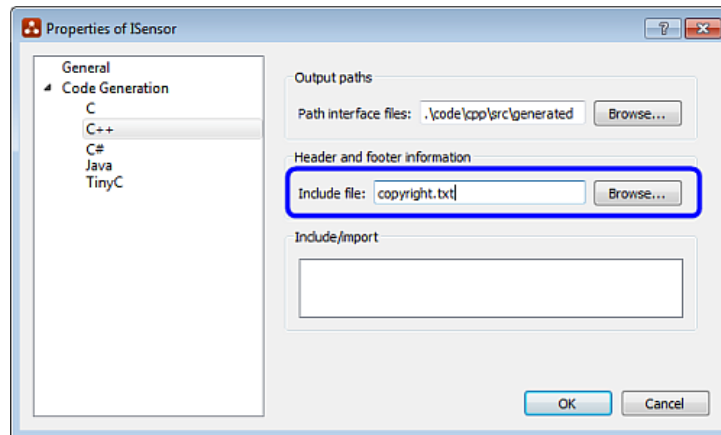 Properties of ISensor
General
Code Generation
C
C++
C#
Java
TinyC
Output paths
Path interface files: .\code\cpp\src\generated Browse...
Header and footer information
Include file: copyright.txt Browse...
Include/import
OK Cancel